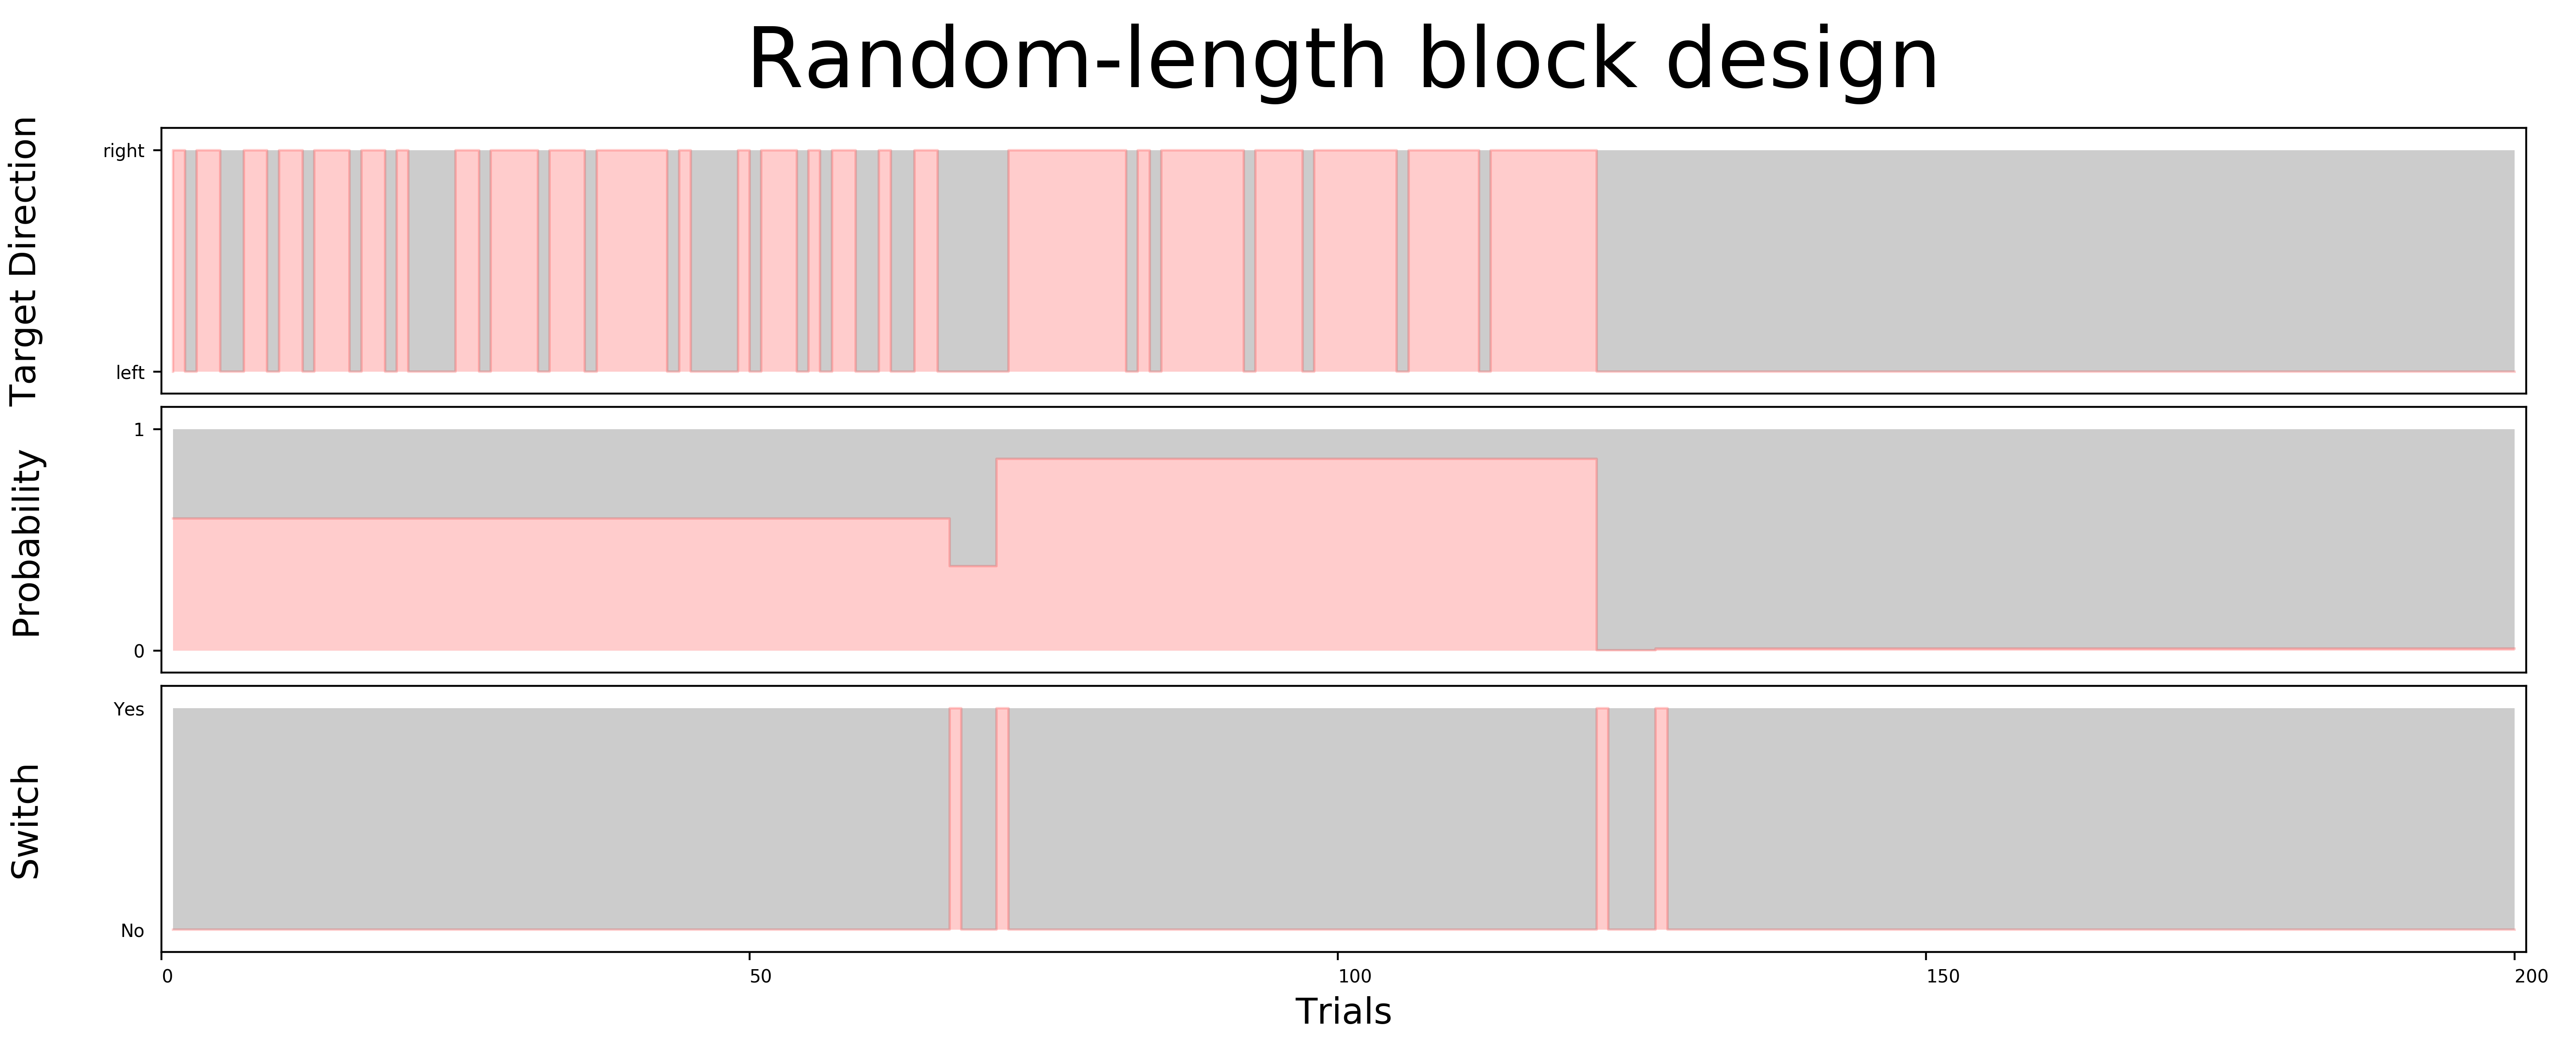 Random-length block design
Target Direction
right
left
Probability
1
0
Switch
Yes
No
0 50 100 150 200
Trials